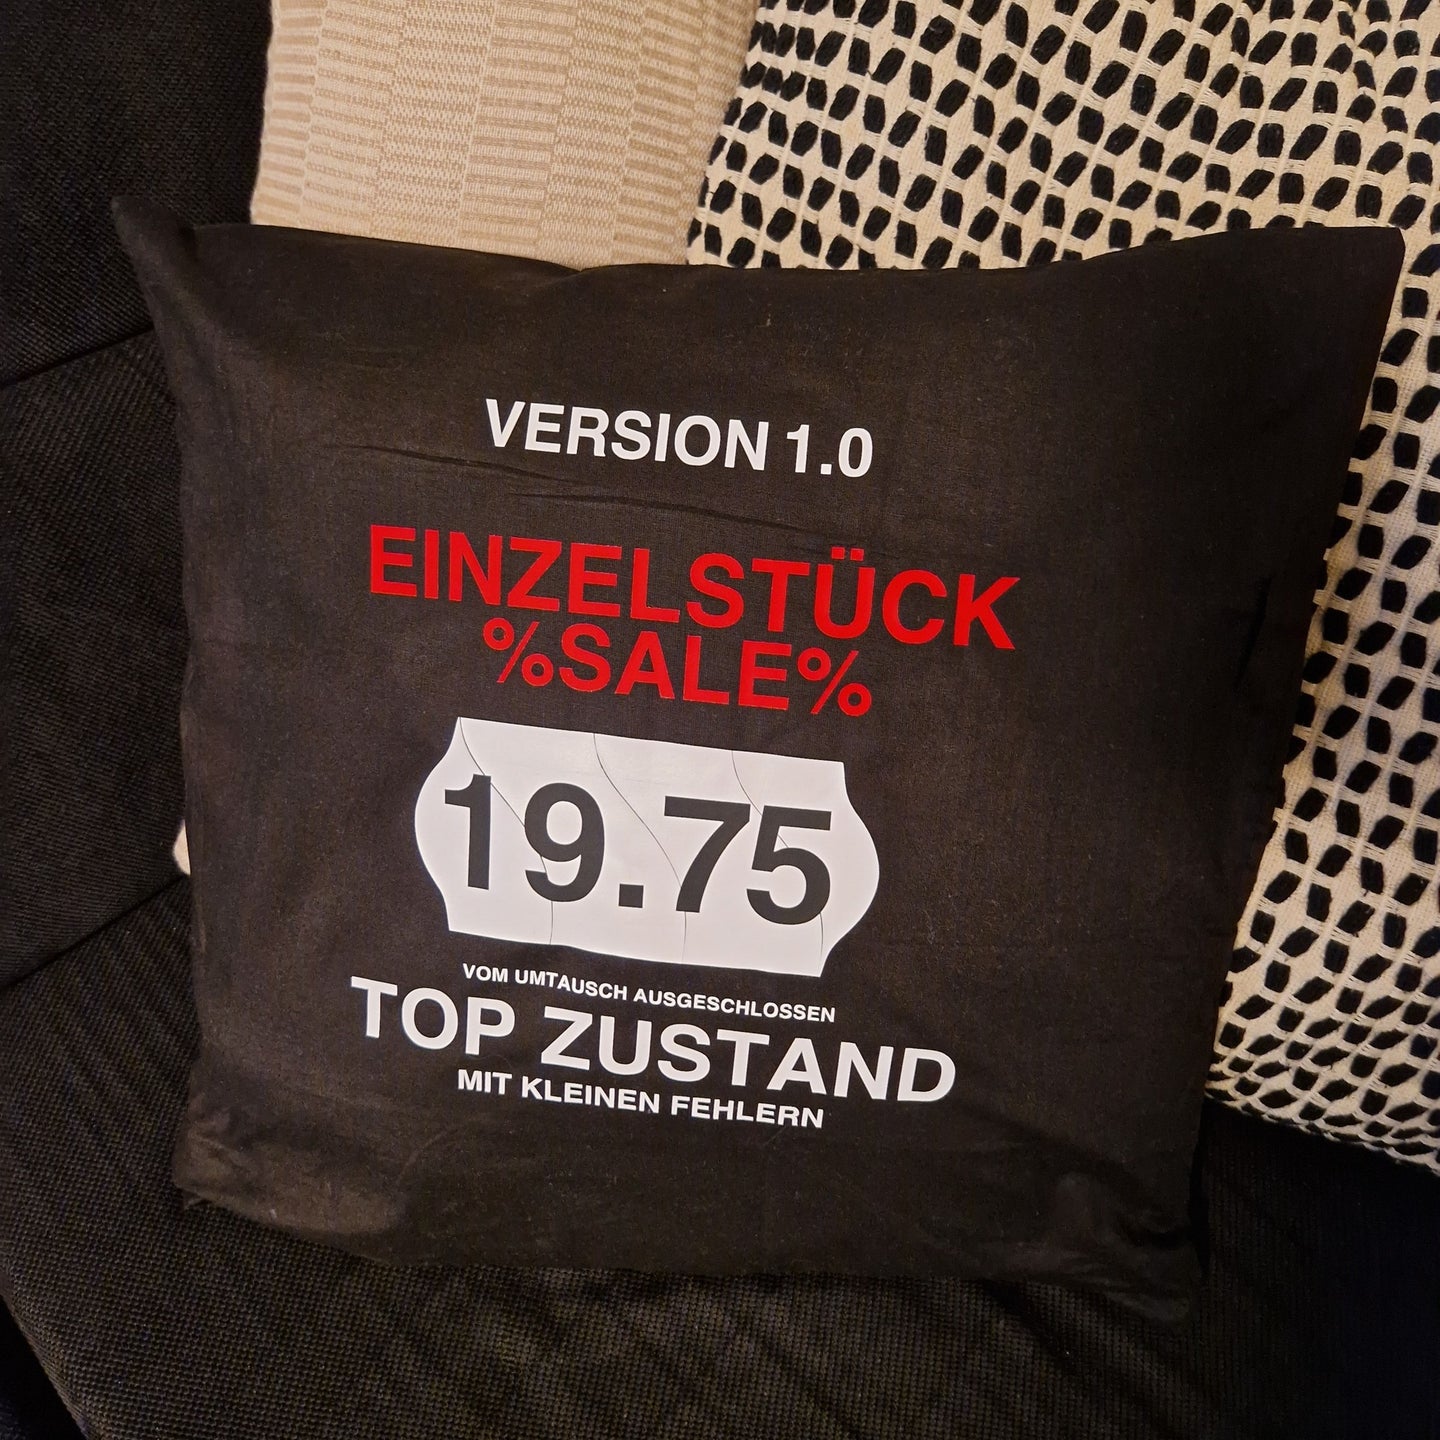 VERSION 1.0
EINZELSTÜCK
%SALE%
19.75
VOM UMTAUSCH AUSGESCHLOSSEN
TOP ZUSTAND
MIT KLEINEN FEHLERN